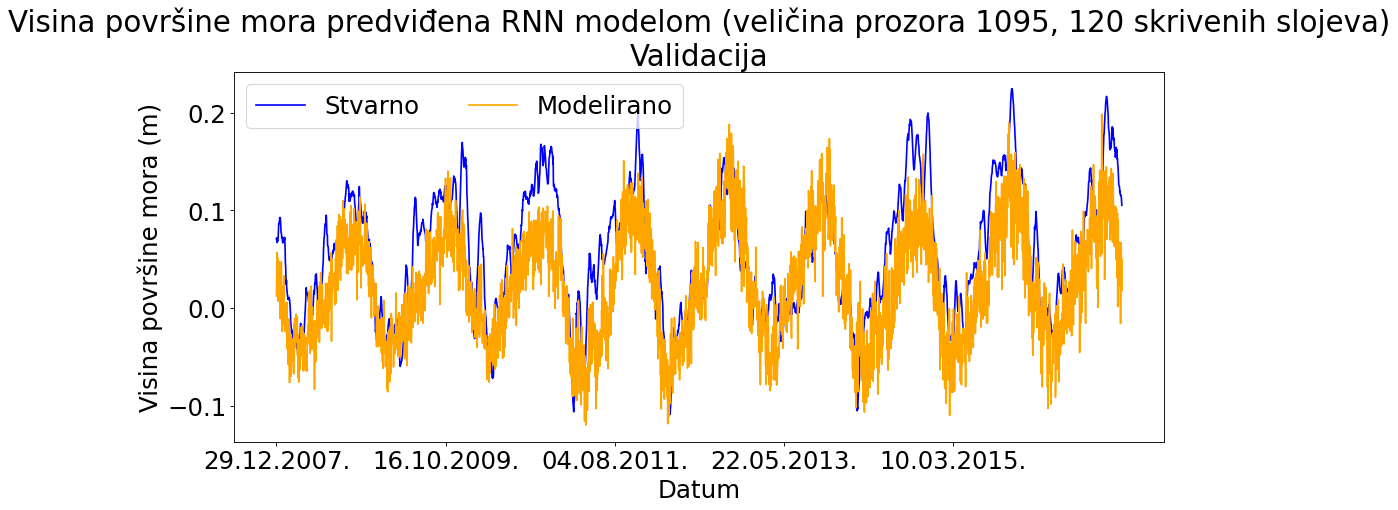 Visina površine mora predviđena RNN modelom (veličina prozora 1095, 120 skrivenih slojeva)
Validacija
Stvarno Modelirano
Visina površine mora (m)
0.2
0.1
0.0
−0.1
29.12.2007. 16.10.2009. 04.08.2011. 22.05.2013. 10.03.2015.
Datum